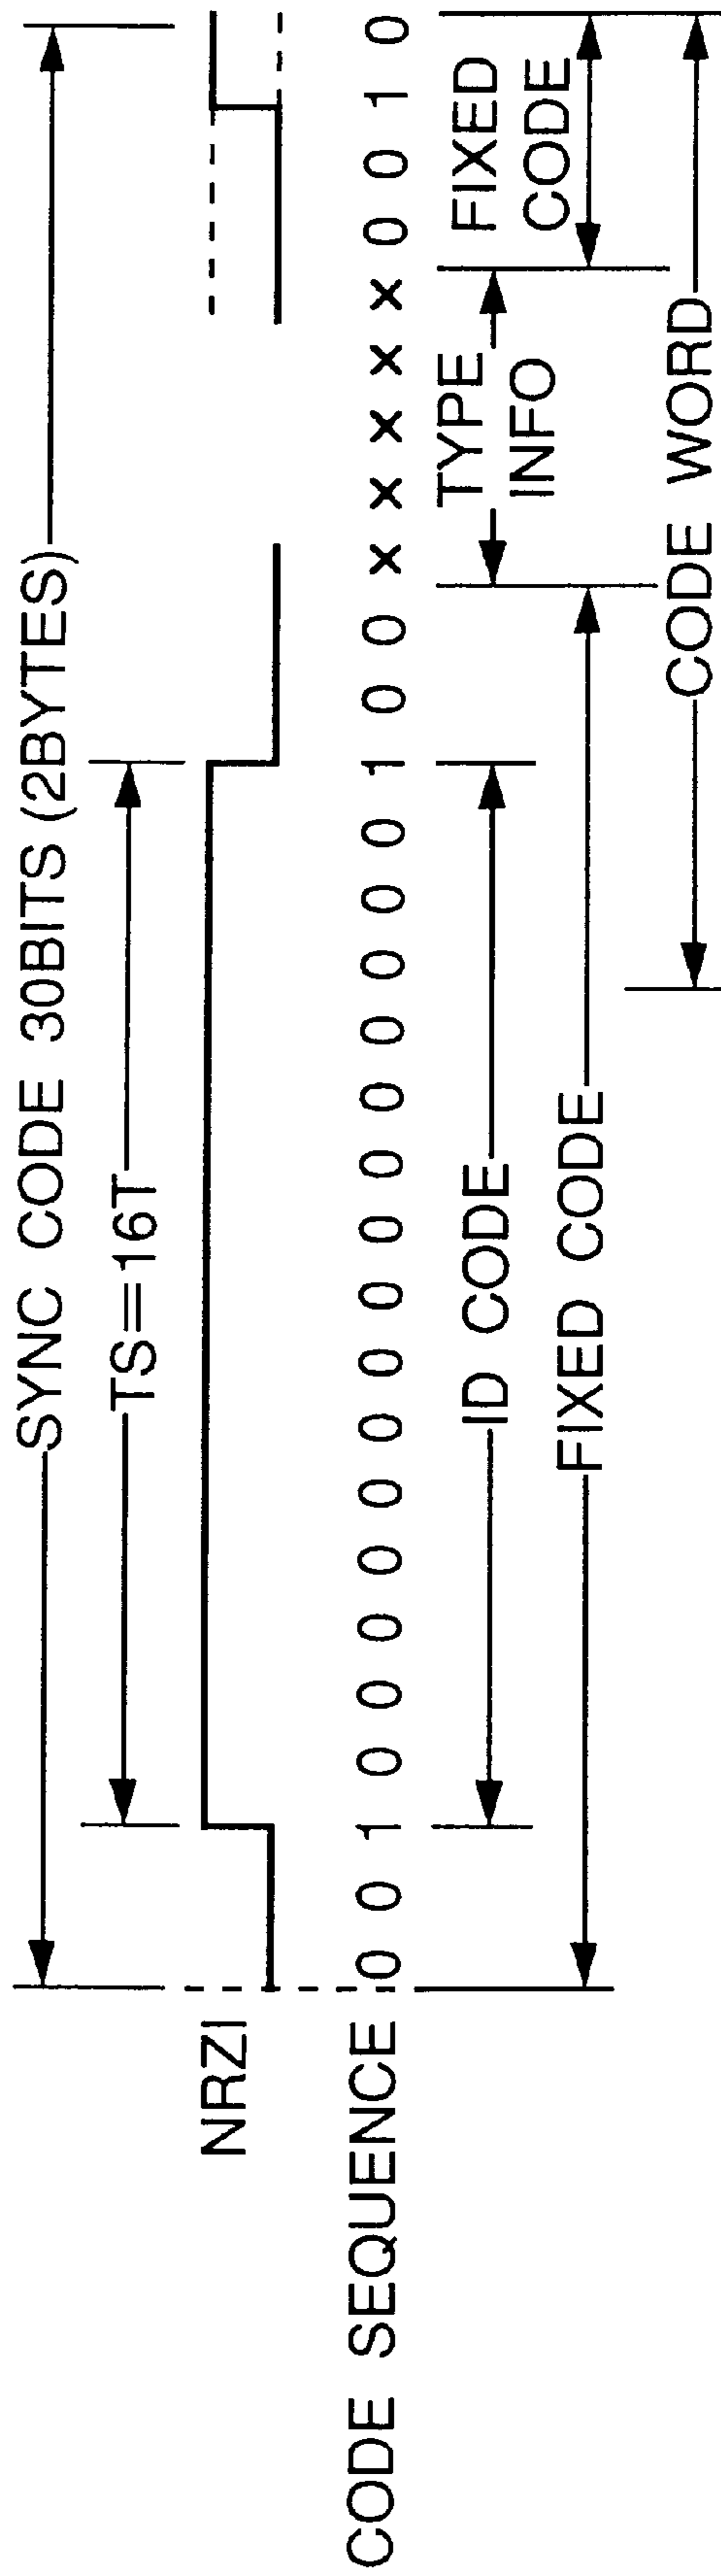 SYNC CODE 30BITS (2BYTES)
TS=16T
NRZI
CODE SEQUENCE 0 0 1 0 0 0 0 0 0 0 0 0 0 0 0 0 0 0 1 0 0 x x x x x 0 0 1 0
ID CODE
TYPE INFO
FIXED CODE
FIXED CODE
CODE WORD